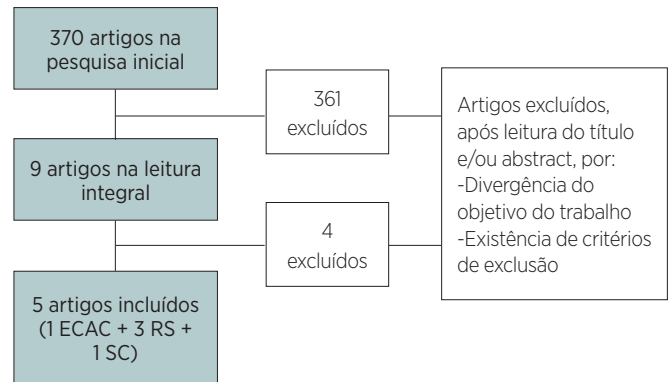 370 artigos na
pesquisa inicial
361
excluídos
9 artigos na leitura
integral
4
excluídos
5 artigos incluídos
(1 ECAC + 3 RS +
1 SC)
Artigos excluídos,
após leitura do título
e/ou abstract, por:
-Divergência do
objetivo do trabalho
-Existência de critérios
de exclusão